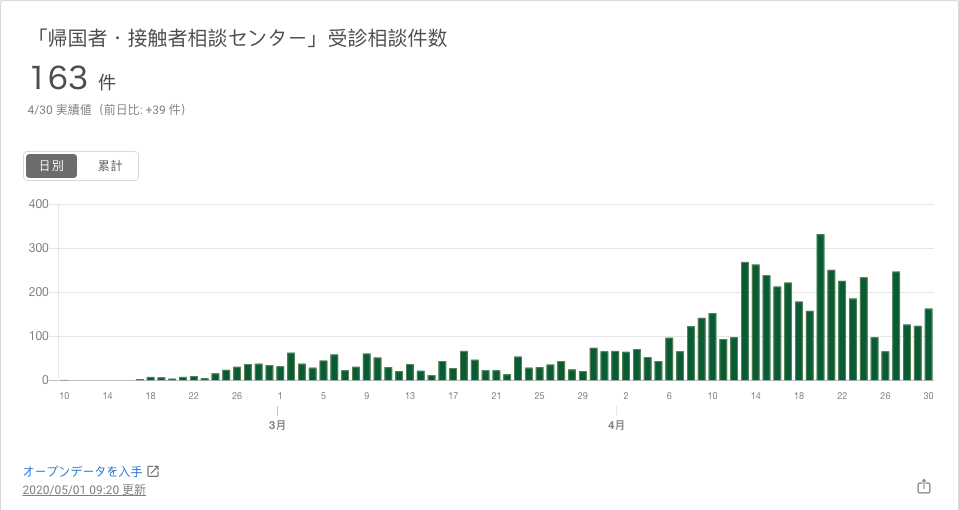 「帰国者・接触者相談センター」受診相談件数
163 件
4/30 実績値（前日比: +39 件）
日別 累計
400
300
200
100
0
10 14 18 22 26 1 5 9 13 17 21 25 29 2 6 10 14 18 22 26 30
3月 4月
オープンデータを入手
2020/05/01 09:20 更新